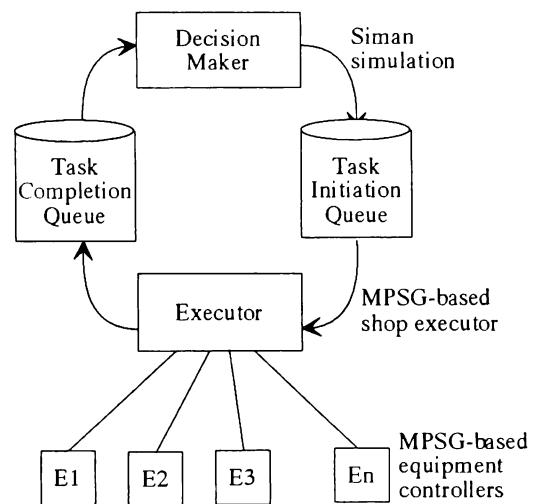 Decision
Maker
Siman
simulation
Task
Completion
Queue
Task
Initiation
Queue
Executor
MPSG-based
shop executor
E1
E2
E3
En
MPSG-based
equipment
controllers